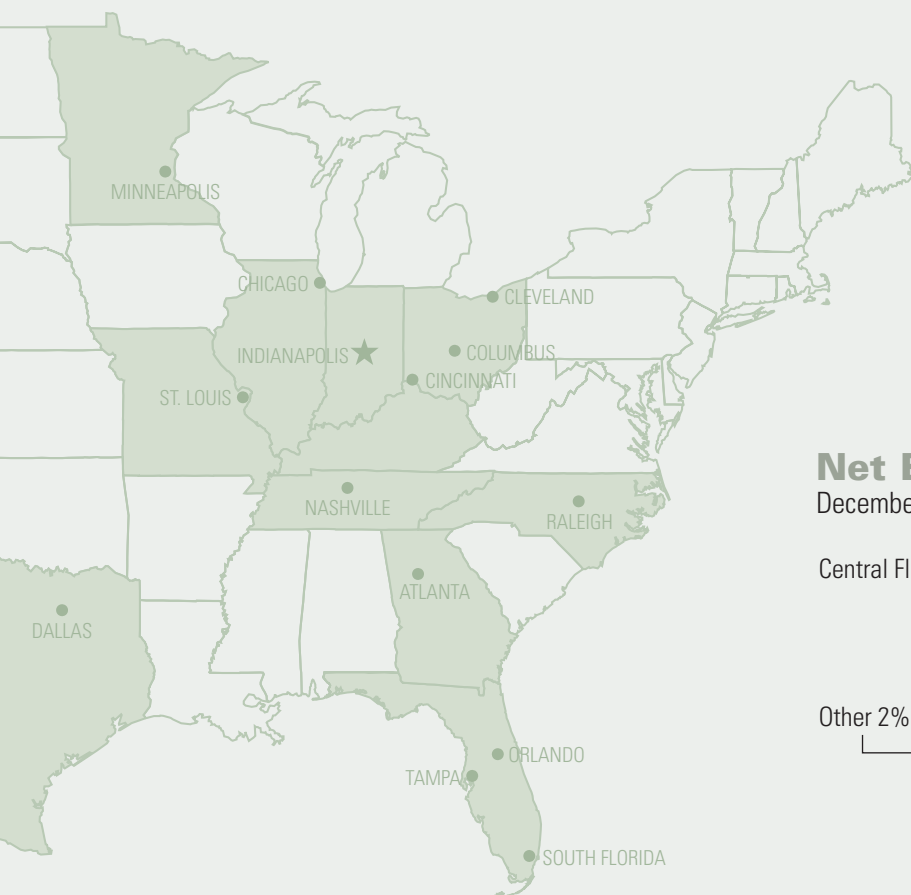 MINNEAPOLIS
CHICAGO
CLEVELAND
INDIANAPOLIS
COLUMBUS
CINCINNATI
ST. LOUIS
NASHVILLE
RALEIGH
ATLANTA
DALLAS
ORLANDO
TAMPA
SOUTH FLORIDA
Net
Central
Other 2%